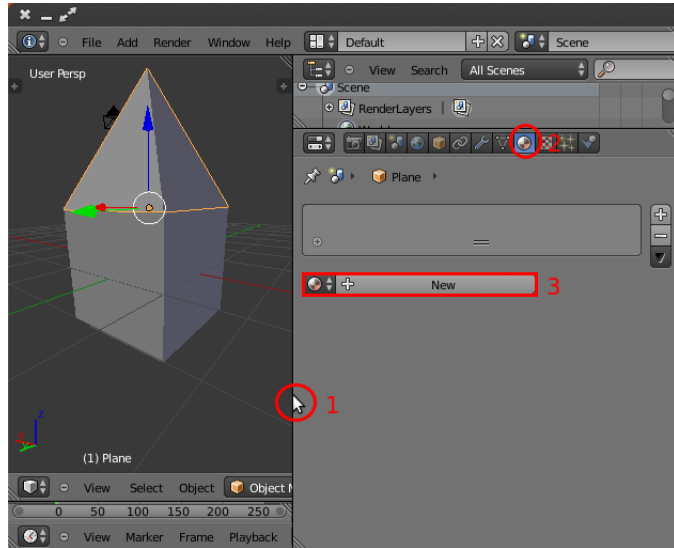 File Add Render Window Help
Default
Scene
User Persp
View Search All Scenes
Scene
RenderLayers
2
Plane
New
3
1
z
(1) Plane
View Select Object Object
0 50 100 150 200 250
View Marker Frame Playback